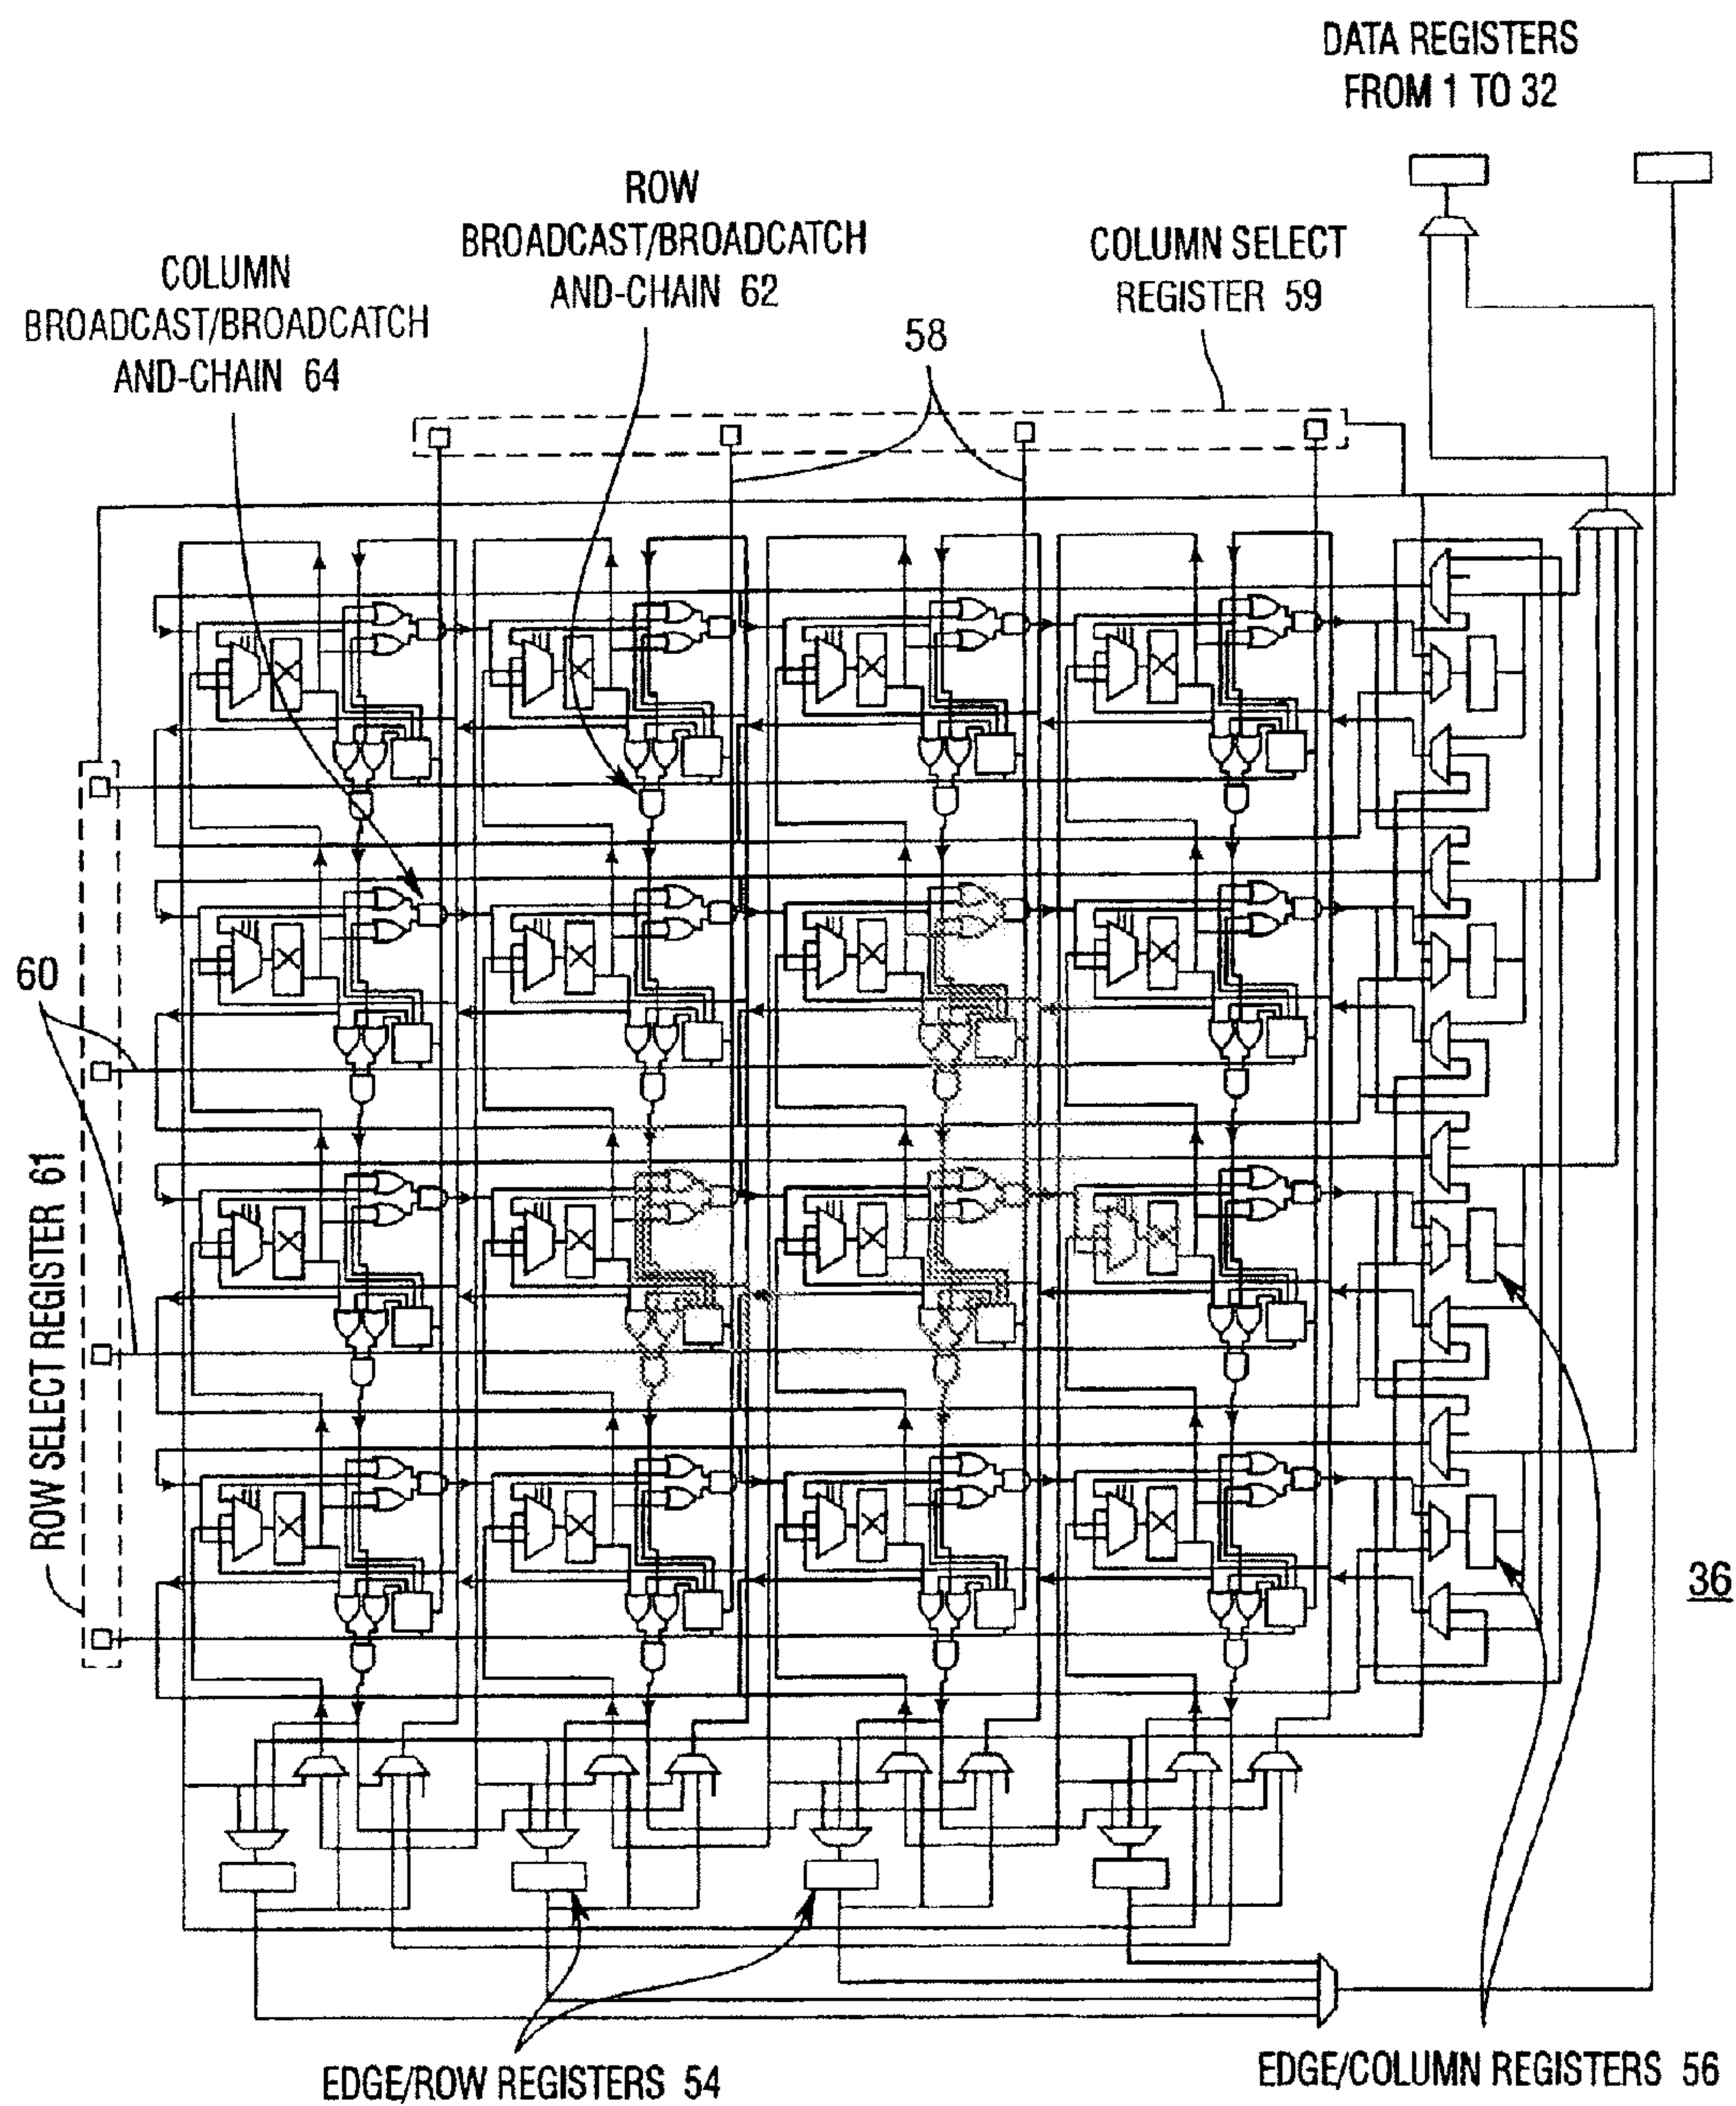 DATA REGISTERS
FROM 1 TO 32
ROW
BROADCAST/BROADCATCH
AND-CHAIN 62
COLUMN SELECT
REGISTER 59
COLUMN
BROADCAST/BROADCATCH
AND-CHAIN 64
58
60
ROW SELECT REGISTER 61
36
EDGE/ROW REGISTERS 54
EDGE/COLUMN REGISTERS 56